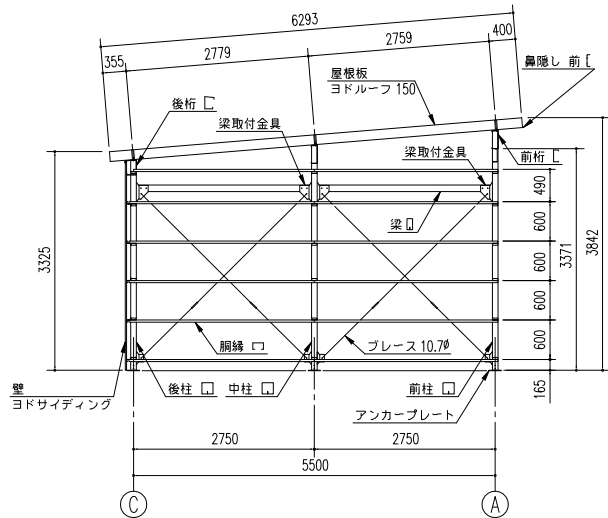 6293
355
2779
2759
400
屋根板
ヨドルーフ 150
鼻隠し 前
後桁
梁取付金具
梁取付金具
前桁
梁
490
600
600
600
600
165
3325
3371
3842
胴縁
ブレース 10.7φ
後柱
中柱
前柱
壁
ヨドサイディング
アンカープレート
2750
2750
5500
C
A